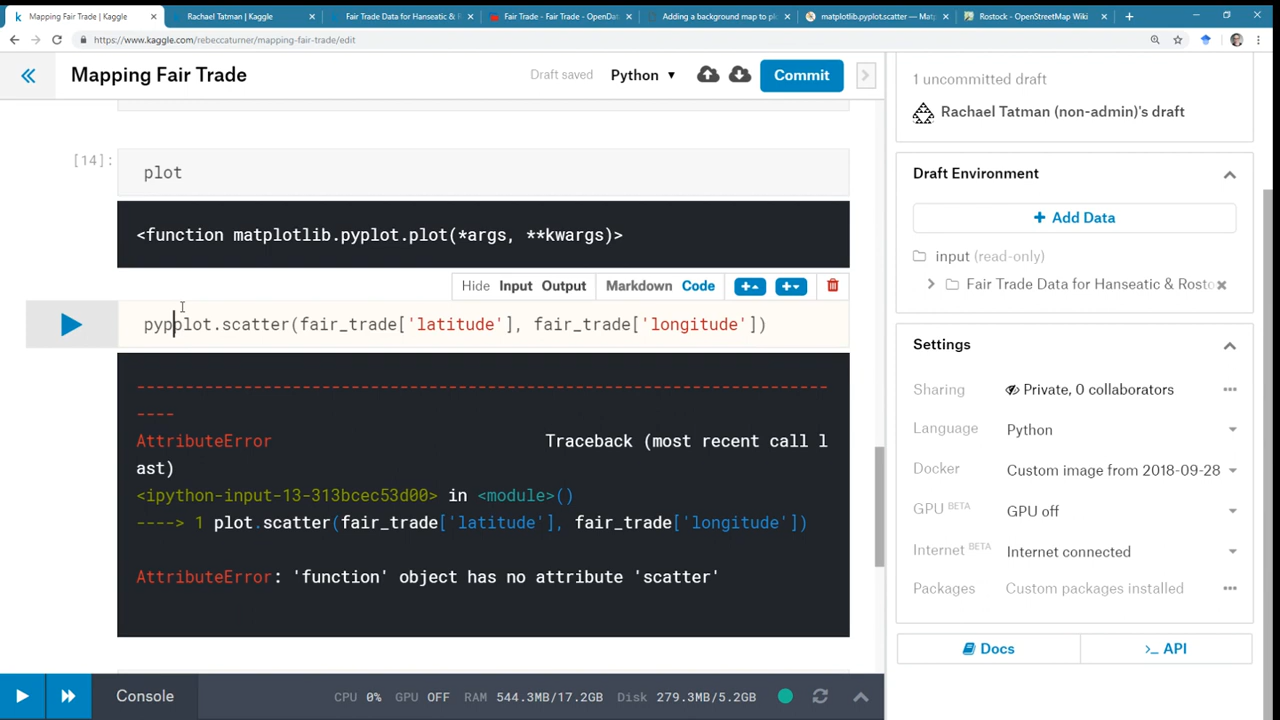 Mapping Fair Trade | Kaggle
Rachael Tatman | Kaggle
Fair Trade Data for Hanseatic & R
Fair Trade - Fair Trade - OpenDat
Adding a background map to pl
matplotlib.pyplot.scatter — Mat
Rostock - OpenStreetMap Wiki
https://www.kaggle.com/rebeccaturner/mapping-fair-trade/edit
Mapping Fair Trade
Draft saved
Python
Commit
1 uncommitted draft
Rachael Tatman (non-admin)'s draft
[14]:
plot
<function matplotlib.pyplot.plot(*args, **kwargs)>
Hide Input Output Markdown Code
pypplot.scatter(fair_trade['latitude'], fair_trade['longitude'])
---------------------------------------------------------------------------
----
AttributeError Traceback (most recent call l
ast)
<ipython-input-13-313bcec53d00> in <module>()
----> 1 plot.scatter(fair_trade['latitude'], fair_trade['longitude'])
AttributeError: 'function' object has no attribute 'scatter'
Draft Environment
+ Add Data
input (read-only)
Fair Trade Data for Hanseatic & Rosto
Settings
Sharing Private, 0 collaborators
Language Python
Docker Custom image from 2018-09-28
GPU BETA GPU off
Internet BETA Internet connected
Packages Custom packages installed
Docs
>_ API
Console
CPU 0% GPU OFF RAM 544.3MB/17.2GB Disk 279.3MB/5.2GB